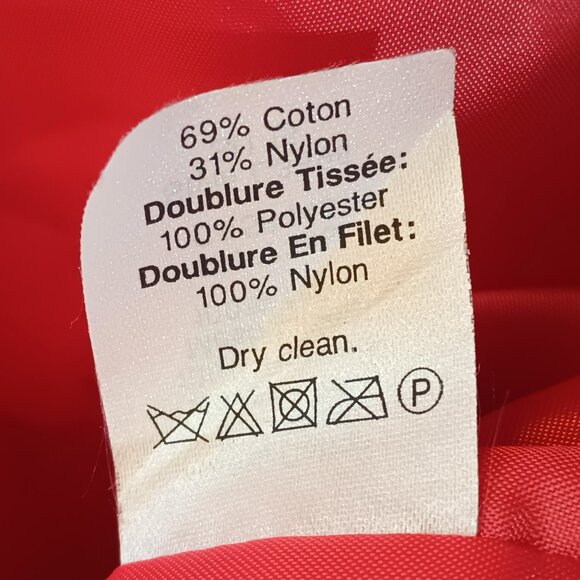 69% Coton
31% Nylon
Doublure Tissée:
100% Polyester
Doublure En Filet:
100% Nylon
Dry clean.
P